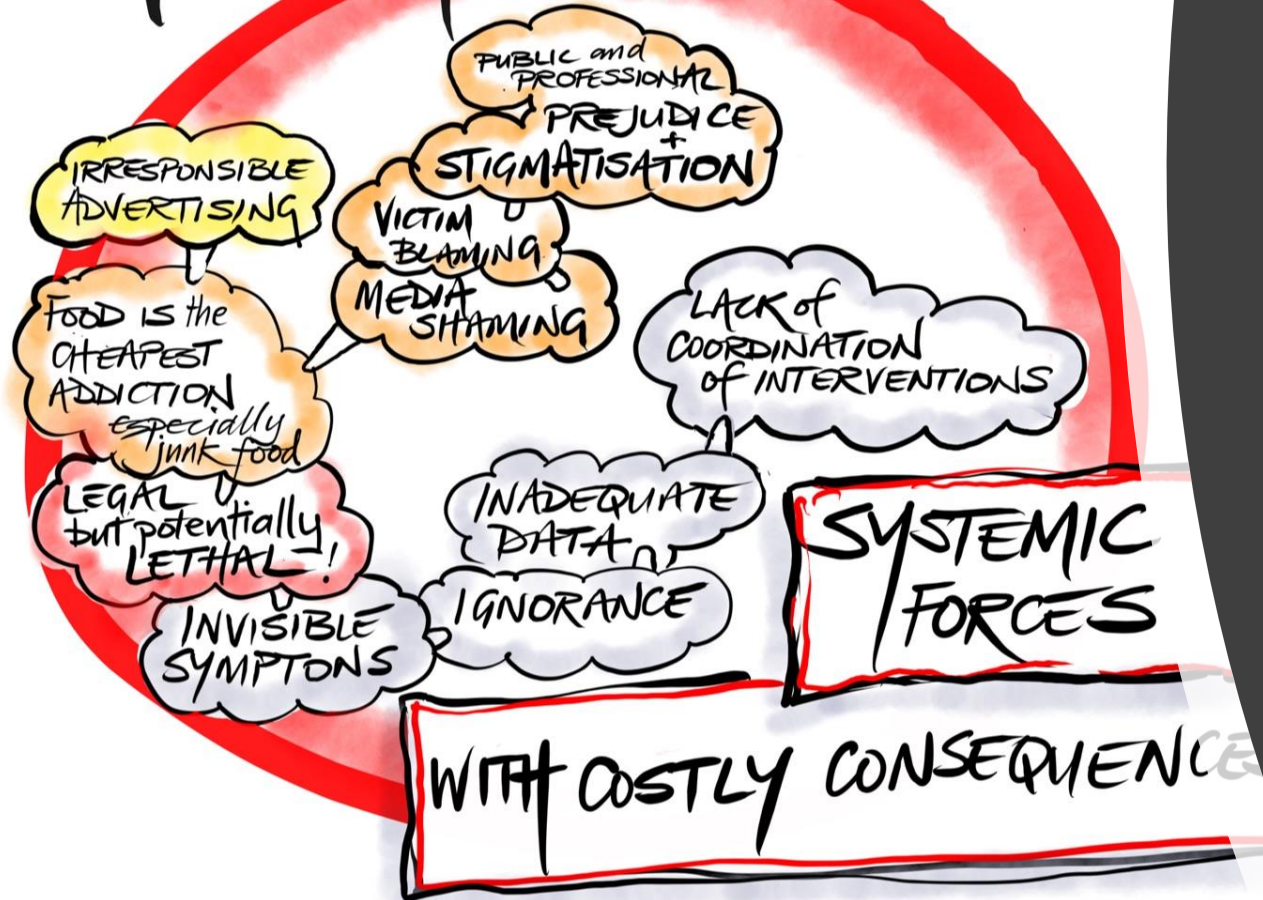 PUBLIC and
PROFESSIONAL
PREJUDICE
+
STIGMATISATION
IRRESPONSIBLE
ADVERTISING
VICTIM
BLAMING
MEDIA
SHAMING
FOOD IS the
CHEAPEST
ADDICTION
especially
junk food
LEGAL
but potentially
LETHAL!
INVISIBLE
SYMPTONS
LACK of
COORDINATION
of INTERVENTIONS
INADEQUATE
DATA
IGNORANCE
SYSTEMIC
FORCES
WITH COSTLY CONSEQUENCES